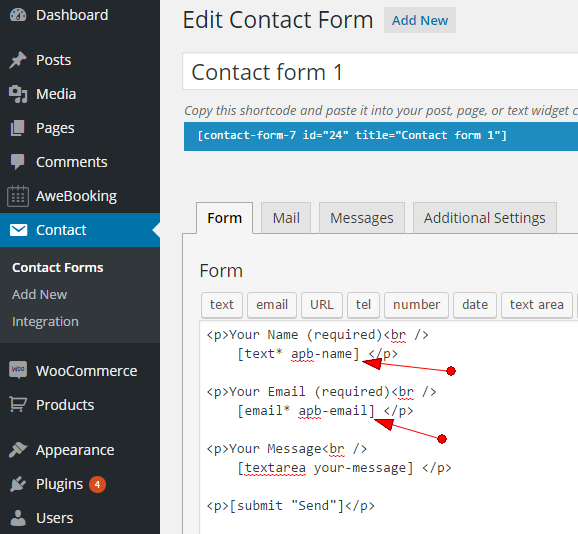 Dashboard
Posts
Media
Pages
Comments
AweBooking
Contact
Contact Forms
Add New
Integration
WOO
WooCommerce
Products
Appearance
Plugins 4
Users
Edit Contact Form Add New
Contact form 1
Copy this shortcode and paste it into your post, page, or text widget c
[contact-form-7 id="24" title="Contact form 1"]
Form Mail Messages Additional Settings
Form
text email URL tel number date text area
<p>Your Name (required)<br />
[text* apb-name] </p>
<p>Your Email (required)<br />
[email* apb-email] </p>
<p>Your Message<br />
[textarea your-message] </p>
<p>[submit "Send"]</p>